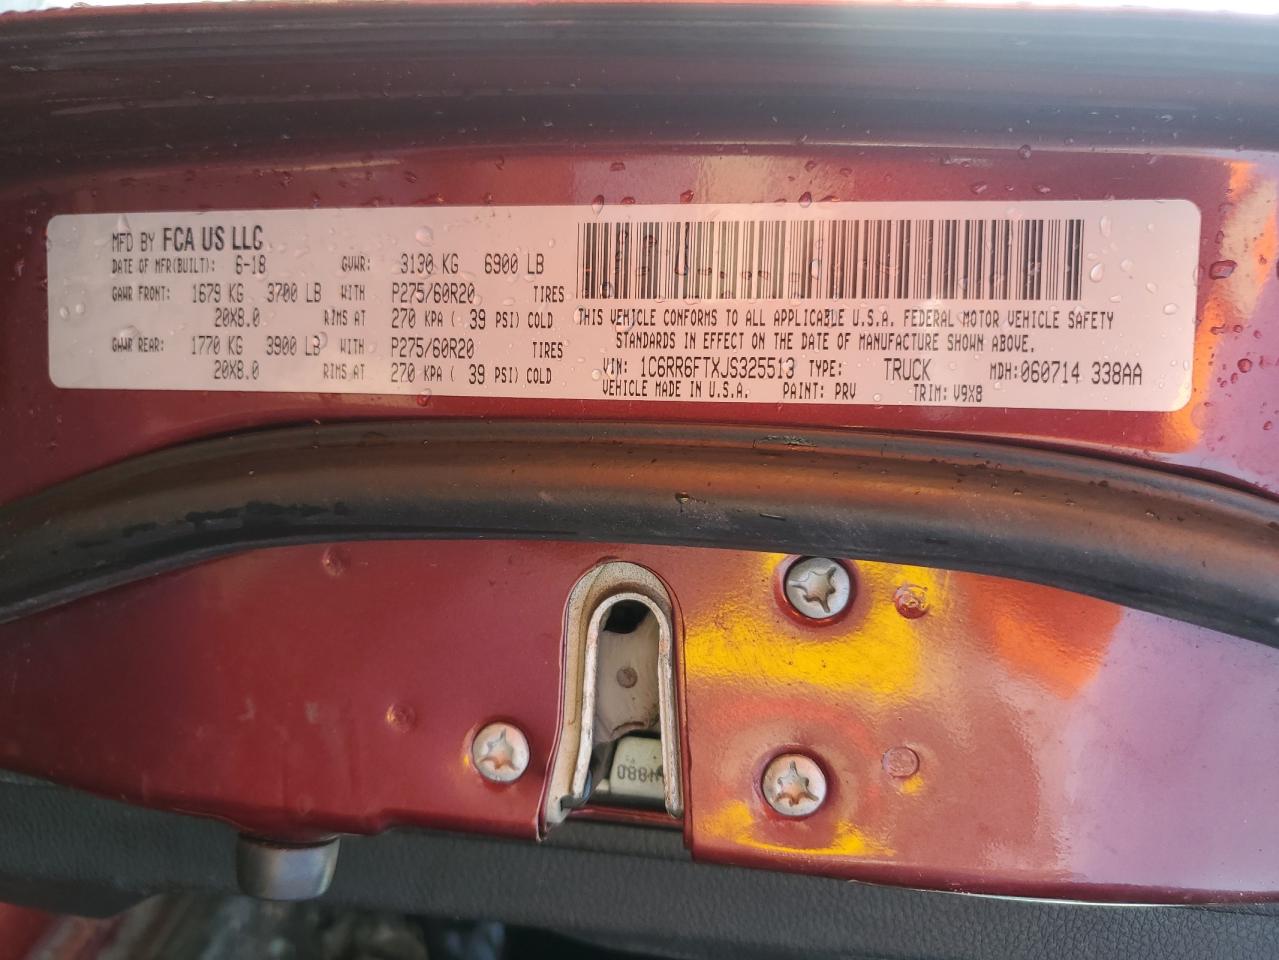 MFD BY FCA US LLC
DATE OF MFR(BUILT): 6-18 GVWR: 3130 KG 6900 LB
GAWR FRONT: 1679 KG 3700 LB WITH P275/60R20 TIRES
20X8.0 RIMS AT 270 KPA ( 39 PSI) COLD
GAWR REAR: 1770 KG 3900 LB WITH P275/60R20 TIRES
20X8.0 RIMS AT 270 KPA ( 39 PSI) COLD
THIS VEHICLE CONFORMS TO ALL APPLICABLE U.S.A. FEDERAL MOTOR VEHICLE SAFETY
STANDARDS IN EFFECT ON THE DATE OF MANUFACTURE SHOWN ABOVE.
VIN: 1C6RR6FTXJS325513 TYPE: TRUCK MDH:060714 338AA
VEHICLE MADE IN U.S.A. PAINT: PRV TRIM: V9X8